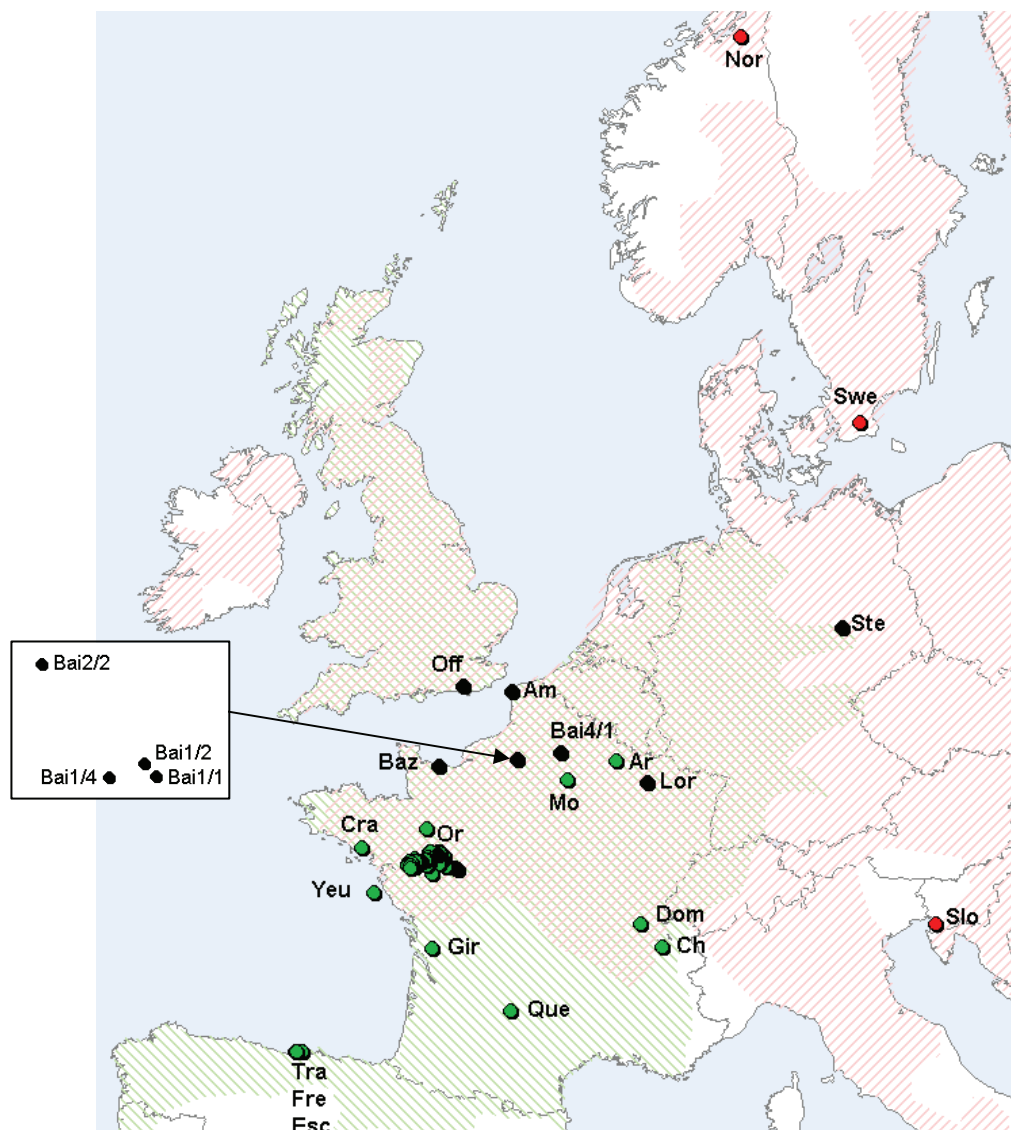 Nor
Swe
Ste
Off
Am
Bai2/2
Bai1/2
Bai1/4
Bai1/1
Bai4/1
Baz
Ar
Lor
Mo
Cra
Or
Yeu
Dom
Slo
Gir
Ch
Que
Tra
Fre
Esc